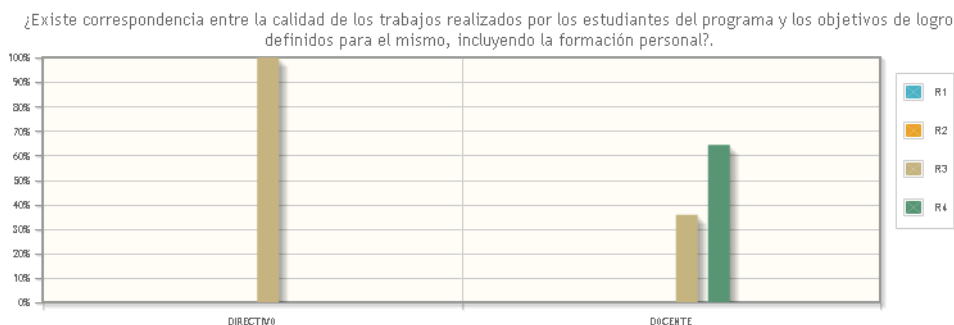 ¿Existe correspondencia entre la calidad de los trabajos realizados por los estudiantes del programa y los objetivos de logro
definidos para el mismo, incluyendo la formación personal?.
100%
90%
80%
70%
60%
50%
40%
30%
20%
10%
0%
DIRECTIVO
DOCENTE
R1
R2
R3
R4